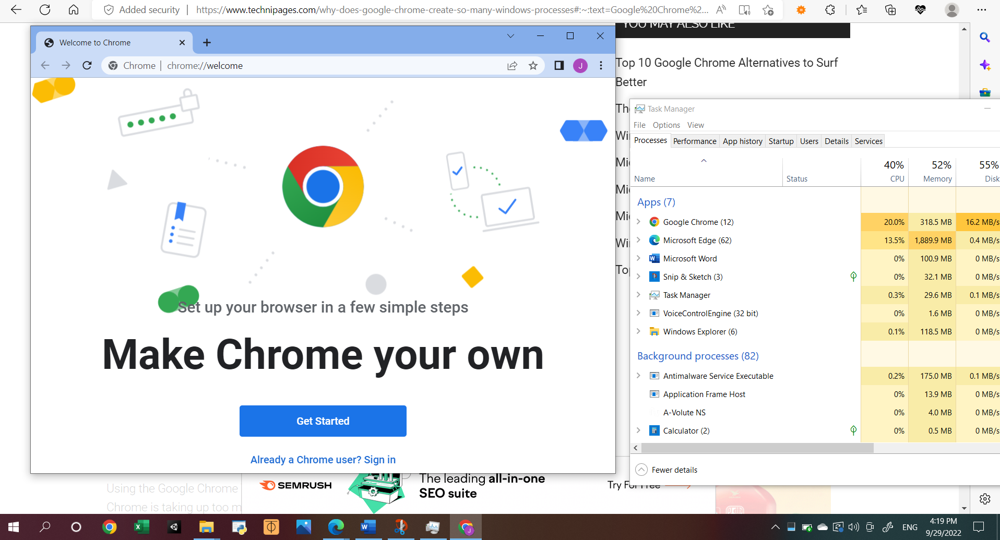 Added security
https://www.technipages.com/why-does-google-chrome-create-so-many-windows-processes#:~:text=Google%20Chrome%2...
Welcome to Chrome
Chrome
chrome://welcome
J
Set up your browser in a few simple steps
Make Chrome your own
Get Started
Already a Chrome user? Sign in
YOU MAY ALSO LIKE
Top 10 Google Chrome Alternatives to Surf
Better
Task Manager
File Options View
Processes Performance App history Startup Users Details Services
40% 52% 55%
Name Status CPU Memory Disk
Apps (7)
Google Chrome (12) 20.0% 318.5 MB 16.2 MB/s
Microsoft Edge (62) 13.5% 1,889.9 MB 0.4 MB/s
Microsoft Word 0% 100.9 MB 0 MB/s
Snip & Sketch (3) 0% 32.1 MB 0 MB/s
Task Manager 0.3% 29.6 MB 0.1 MB/s
VoiceControlEngine (32 bit) 0% 1.6 MB 0 MB/s
Windows Explorer (6) 0.1% 118.5 MB 0 MB/s
Background processes (82)
Antimalware Service Executable 0.2% 175.0 MB 0.1 MB/s
Application Frame Host 0% 13.9 MB 0 MB/s
A-Volute NS 0% 4.0 MB 0 MB/s
Calculator (2) 0% 0.5 MB 0 MB/s
Fewer details
Using the Google Chrome
Chrome is taking up too m
SEMRUSH
The leading all-in-one
SEO suite
Try For Free
ENG
4:19 PM
9/29/2022